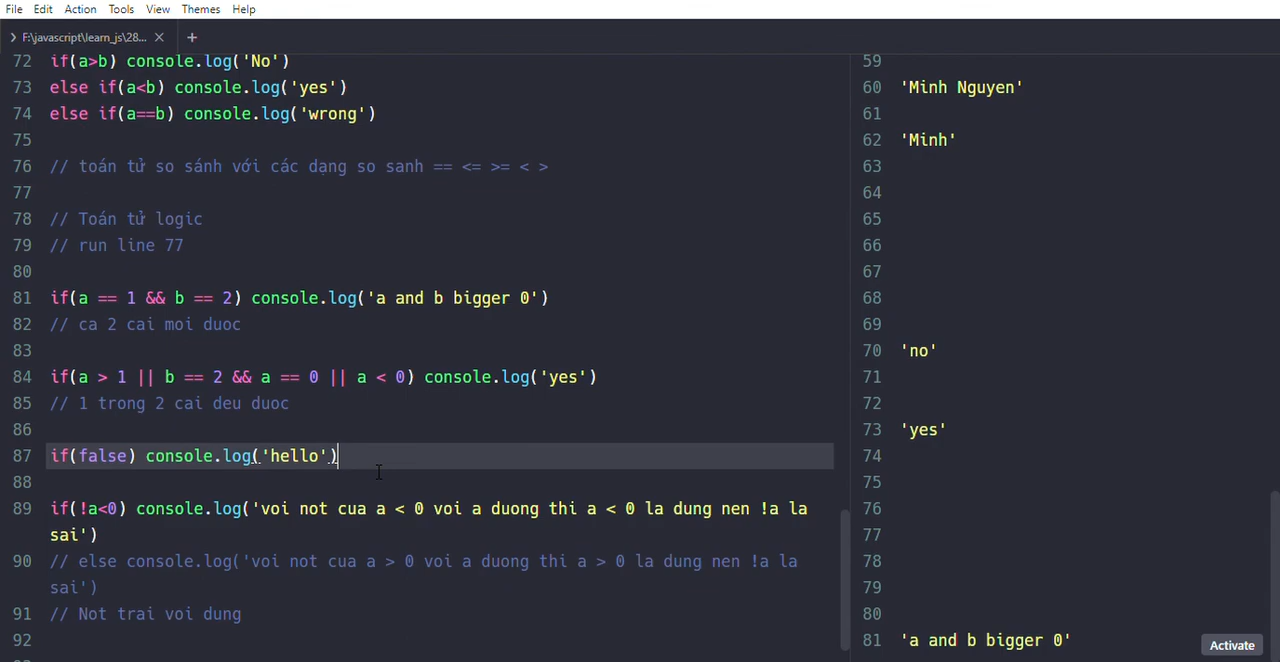 File Edit Action Tools View Themes Help
F:\javascript\learn_js\28... × +
72 if(a>b) console.log('No')
73 else if(a<b) console.log('yes')
74 else if(a==b) console.log('wrong')
75
76 // toán tử so sánh với các dạng so sanh == <= >= < >
77
78 // Toán tử logic
79 // run line 77
80
81 if(a == 1 && b == 2) console.log('a and b bigger 0')
82 // ca 2 cai moi duoc
83
84 if(a > 1 || b == 2 && a == 0 || a < 0) console.log('yes')
85 // 1 trong 2 cai deu duoc
86
87 if(false) console.log('hello')
88
89 if(!a<0) console.log('voi not cua a < 0 voi a duong thi a < 0 la dung nen !a la
sai')
90 // else console.log('voi not cua a > 0 voi a duong thi a > 0 la dung nen !a la
sai')
91 // Not trai voi dung
92
59
60 'Minh Nguyen'
61
62 'Minh'
63
64
65
66
67
68
69
70 'no'
71
72
73 'yes'
74
75
76
77
78
79
80
81 'a and b bigger 0'
Activate